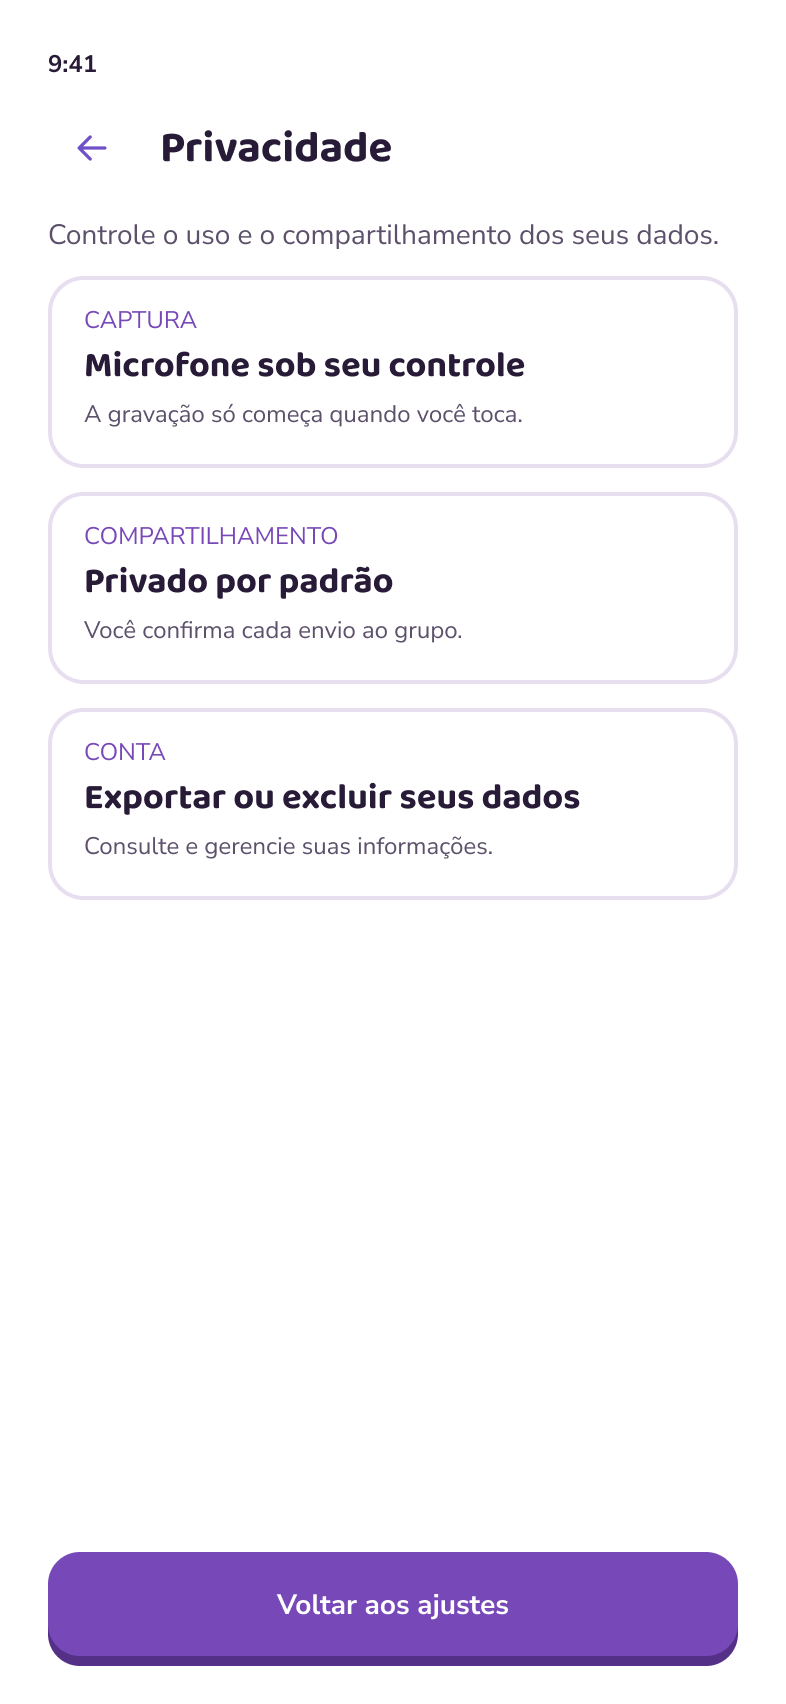 9:41
Privacidade
Controle o uso e o compartilhamento dos seus dados.
CAPTURA
Microfone sob seu controle
A gravação só começa quando você toca.
COMPARTILHAMENTO
Privado por padrão
Você confirma cada envio ao grupo.
CONTA
Exportar ou excluir seus dados
Consulte e gerencie suas informações.
Voltar aos ajustes